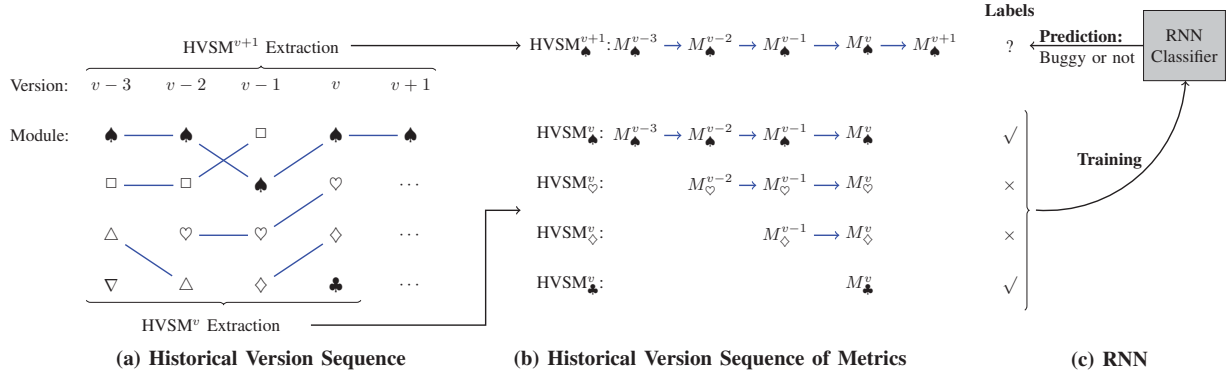 Labels
HVSM^{v+1} Extraction
HVSM^{v+1}_♠: M^{v−3}_♠ → M^{v−2}_♠ → M^{v−1}_♠ → M^v_♠ → M^{v+1}_♠ ?
Prediction:
Buggy or not
RNN
Classifier
Version: v − 3 v − 2 v − 1 v v + 1
Module: ♠ ♠ □ ♠ ♠
□ □ ♠ ♡ ⋯
△ ♡ ♡ ♢ ⋯
▽ △ ♢ ♣ ⋯
HVSM^v Extraction
HVSM^v_♠: M^{v−3}_♠ → M^{v−2}_♠ → M^{v−1}_♠ → M^v_♠ √
HVSM^v_♡: M^{v−2}_♡ → M^{v−1}_♡ → M^v_♡ ×
HVSM^v_♢: M^{v−1}_♢ → M^v_♢ ×
HVSM^v_♣: M^v_♣ √
Training
(a) Historical Version Sequence
(b) Historical Version Sequence of Metrics
(c) RNN